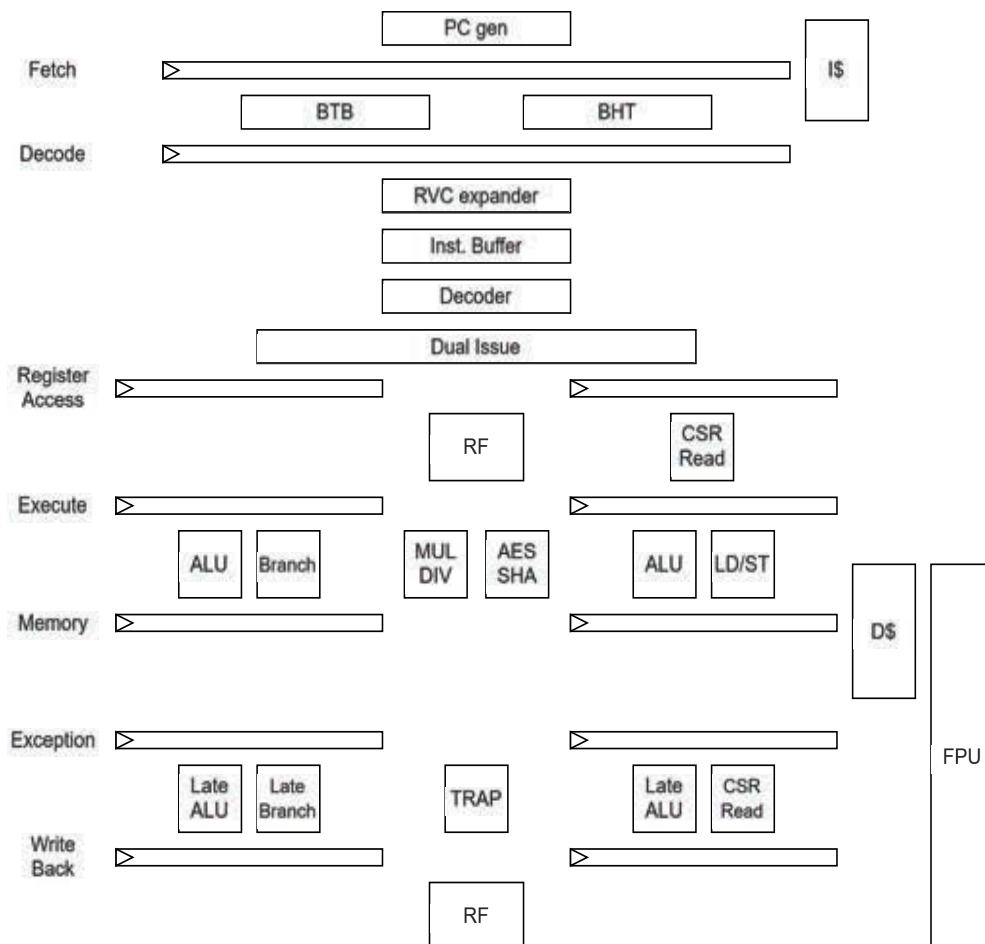 PC gen
Fetch
I$
BTB
BHT
Decode
RVC expander
Inst. Buffer
Decoder
Dual Issue
Register
Access
RF
CSR
Read
Execute
ALU
Branch
MUL
DIV
AES
SHA
ALU
LD/ST
Memory
D$
Exception
FPU
Late
ALU
Late
Branch
TRAP
Late
ALU
CSR
Read
Write
Back
RF